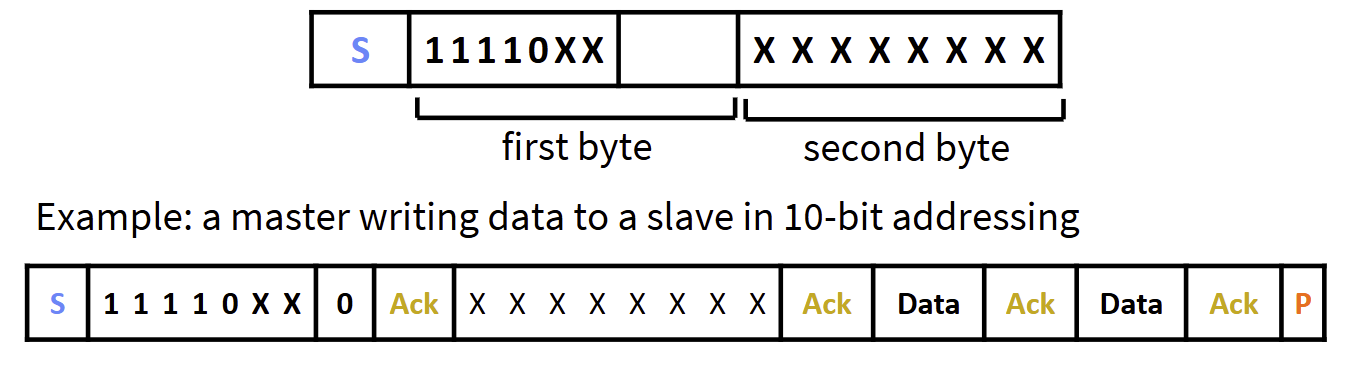 S 11110XX X X X X X X X X
first byte second byte
Example: a master writing data to a slave in 10-bit addressing
S 1 1 1 1 0 X X 0 Ack X X X X X X X X Ack Data Ack Data Ack P